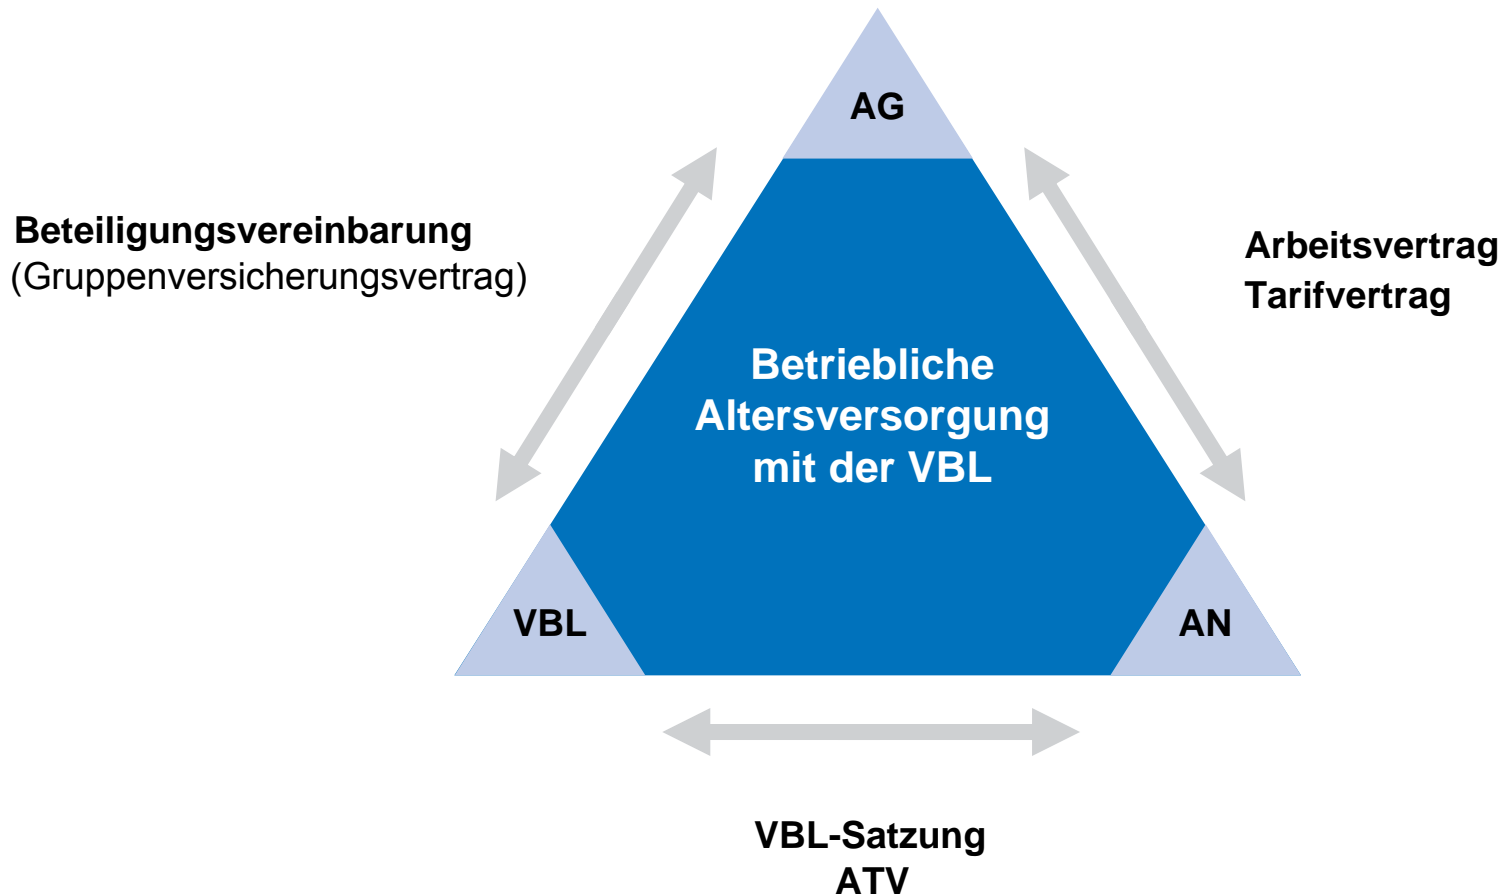 AG
Beteiligungsvereinbarung
(Gruppenversicherungsvertrag)
Arbeitsvertrag
Tarifvertrag
Betriebliche
Altersversorgung
mit der VBL
VBL
AN
VBL-Satzung
ATV